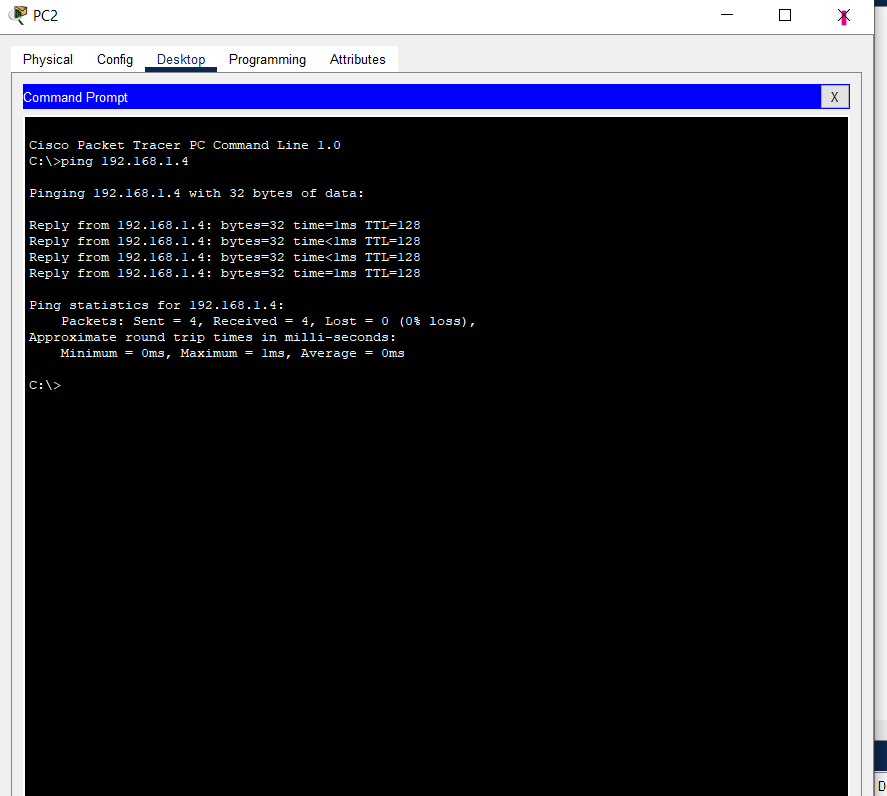 PC2
Physical Config Desktop Programming Attributes
Command Prompt
X
Cisco Packet Tracer PC Command Line 1.0
C:\>ping 192.168.1.4
Pinging 192.168.1.4 with 32 bytes of data:
Reply from 192.168.1.4: bytes=32 time=1ms TTL=128
Reply from 192.168.1.4: bytes=32 time<1ms TTL=128
Reply from 192.168.1.4: bytes=32 time<1ms TTL=128
Reply from 192.168.1.4: bytes=32 time=1ms TTL=128
Ping statistics for 192.168.1.4:
Packets: Sent = 4, Received = 4, Lost = 0 (0% loss),
Approximate round trip times in milli-seconds:
Minimum = 0ms, Maximum = 1ms, Average = 0ms
C:\>
D